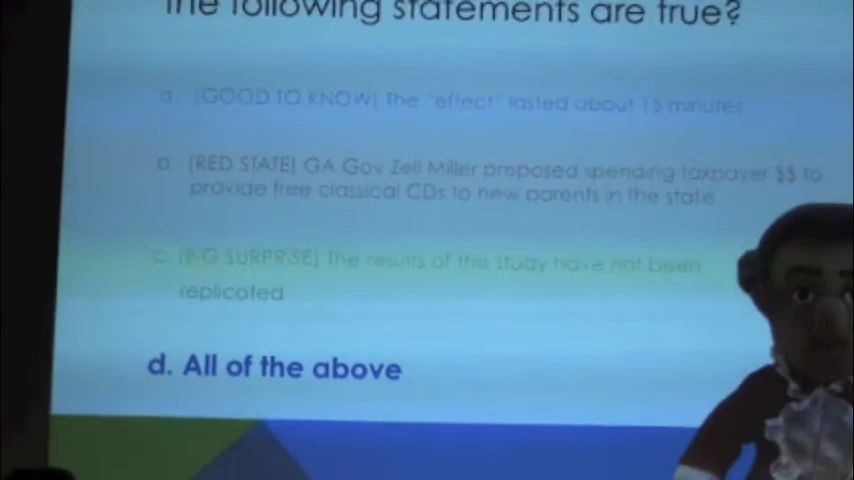 The following statements are true?
a. (GOOD TO KNOW) The "effect" lasted about 15 minutes
b. (RED STATE) GA Gov Zell Miller proposed spending taxpayer $$ to
provide free classical CDs to new parents in the state
c. (BIG SURPRISE) The results of the study have not been
replicated
d. All of the above